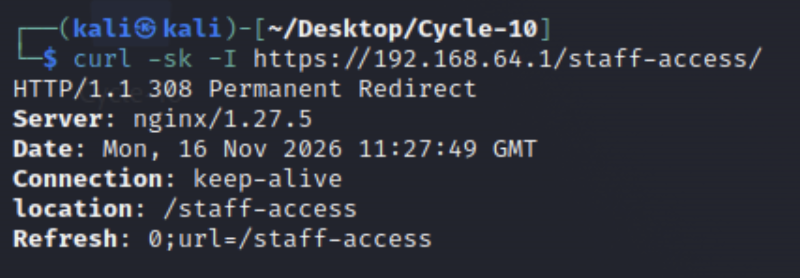 ┌──(kali㉿kali)-[~/Desktop/Cycle-10]
└─$ curl -sk -I https://192.168.64.1/staff-access/
HTTP/1.1 308 Permanent Redirect
Server: nginx/1.27.5
Date: Mon, 16 Nov 2026 11:27:49 GMT
Connection: keep-alive
location: /staff-access
Refresh: 0;url=/staff-access